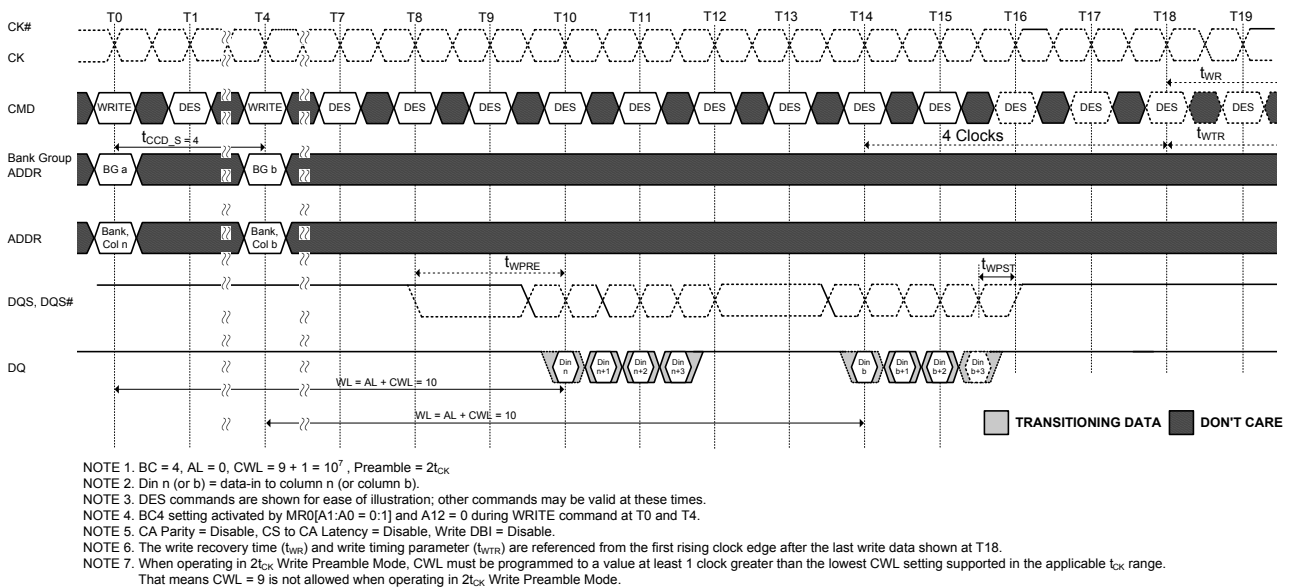 CK#
CK
T0 T1 T4 T7 T8 T9 T10 T11 T12 T13 T14 T15 T16 T17 T18 T19
tWR
CMD
WRITE DES WRITE DES DES DES DES DES DES DES DES DES DES DES DES DES
tCCD_S = 4
4 Clocks
tWTR
Bank Group
ADDR
BG a
BG b
ADDR
Bank,
Col n
Bank,
Col b
tWPRE
tWPST
DQS, DQS#
DQ
Din
n
Din
n+1
Din
n+2
Din
n+3
Din
b
Din
b+1
Din
b+2
Din
b+3
WL = AL + CWL = 10
WL = AL + CWL = 10
TRANSITIONING DATA
DON'T CARE
NOTE 1. BC = 4, AL = 0, CWL = 9 + 1 = 10⁷ , Preamble = 2tCK
NOTE 2. Din n (or b) = data-in to column n (or column b).
NOTE 3. DES commands are shown for ease of illustration; other commands may be valid at these times.
NOTE 4. BC4 setting activated by MR0[A1:A0 = 0:1] and A12 = 0 during WRITE command at T0 and T4.
NOTE 5. CA Parity = Disable, CS to CA Latency = Disable, Write DBI = Disable.
NOTE 6. The write recovery time (tWR) and write timing parameter (tWTR) are referenced from the first rising clock edge after the last write data shown at T18.
NOTE 7. When operating in 2tCK Write Preamble Mode, CWL must be programmed to a value at least 1 clock greater than the lowest CWL setting supported in the applicable tCK range.
That means CWL = 9 is not allowed when operating in 2tCK Write Preamble Mode.